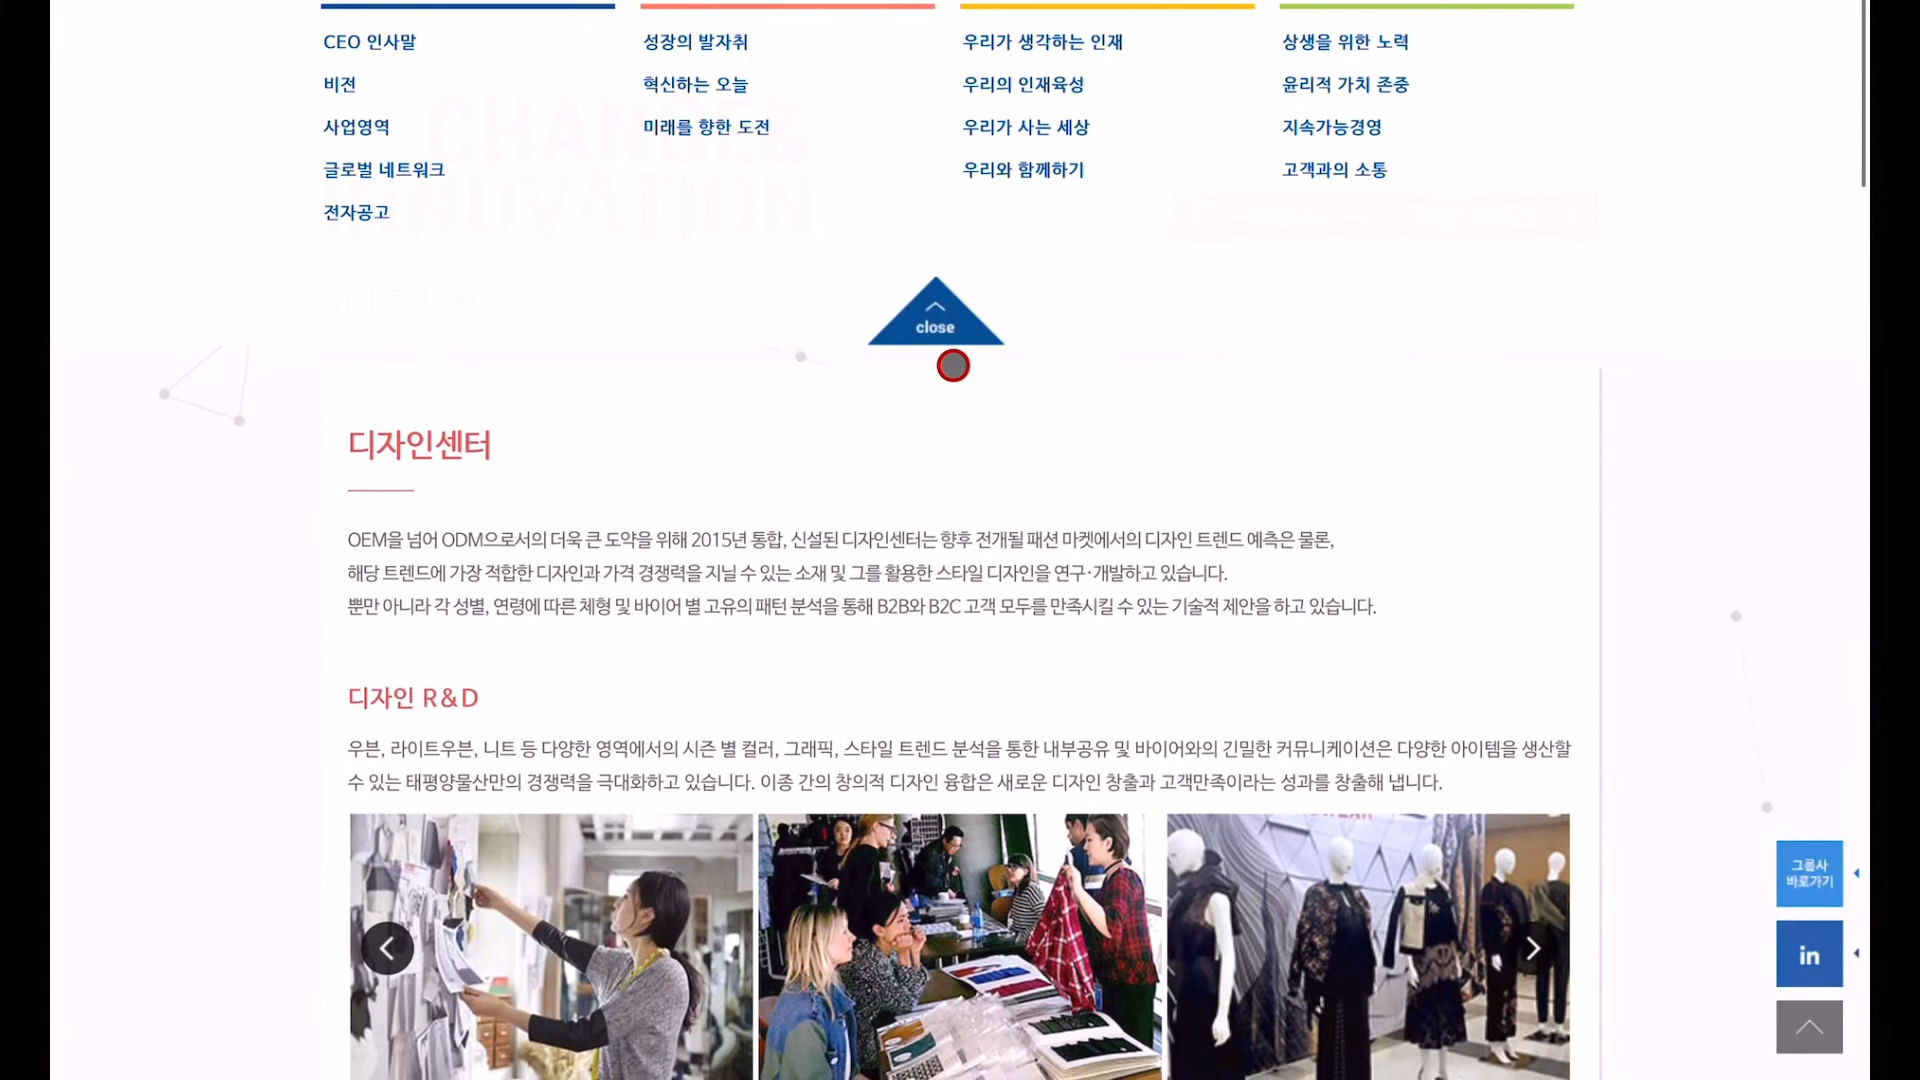 CEO 인사말
비전
사업영역
글로벌 네트워크
전자공고
성장의 발자취
혁신하는 오늘
미래를 향한 도전
우리가 생각하는 인재
우리의 인재육성
우리가 사는 세상
우리와 함께하기
상생을 위한 노력
윤리적 가치 존중
지속가능경영
고객과의 소통
CHANGE&
INNOVATION
close
디자인센터
OEM을 넘어 ODM으로서의 더욱 큰 도약을 위해 2015년 통합, 신설된 디자인센터는 향후 전개될 패션 마켓에서의 디자인 트렌드 예측은 물론,
해당 트렌드에 가장 적합한 디자인과 가격 경쟁력을 지닐 수 있는 소재 및 그를 활용한 스타일 디자인을 연구·개발하고 있습니다.
뿐만 아니라 각 성별, 연령에 따른 체형 및 바이어 별 고유의 패턴 분석을 통해 B2B와 B2C 고객 모두를 만족시킬 수 있는 기술적 제안을 하고 있습니다.
디자인 R&D
우븐, 라이트우븐, 니트 등 다양한 영역에서의 시즌 별 컬러, 그래픽, 스타일 트렌드 분석을 통한 내부공유 및 바이어와의 긴밀한 커뮤니케이션은 다양한 아이템을 생산할
수 있는 태평양물산만의 경쟁력을 극대화하고 있습니다. 이종 간의 창의적 디자인 융합은 새로운 디자인 창출과 고객만족이라는 성과를 창출해 냅니다.
그룹사
바로가기
in